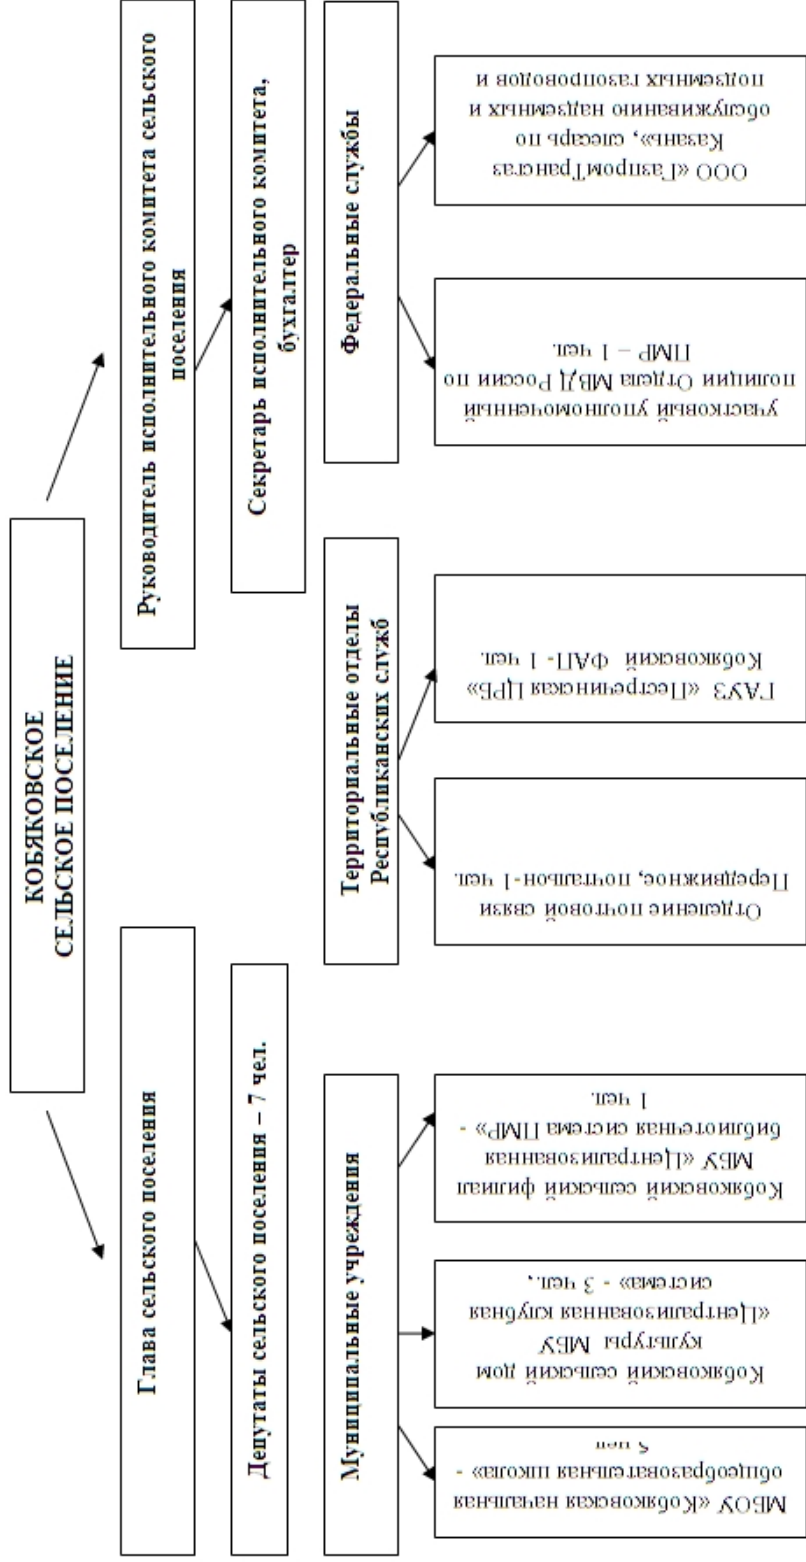 КОБЯКОВСКОЕ
СЕЛЬСКОЕ ПОСЕЛЕНИЕ
Глава сельского поселения
Руководитель исполнительного комитета сельского
поселения
Депутаты сельского поселения – 7 чел.
Секретарь исполнительного комитета,
бухгалтер
Муниципальные учреждения
Территориальные отделы
Республиканских служб
Федеральные службы
МБОУ «Кобяковская начальная
общеобразовательная школа» -
5 чел
Кобяковский сельский дом
культуры МБУ
«Централизованная клубная
система» - 3 чел.,
Кобяковский сельский филиал
МБУ «Централизованная
библиотечная система ПМР» -
1 чел.
Отделение почтовой связи
Передвижное, почтальон-1 чел.
ГАУЗ «Пестречинская ЦРБ»
Кобяковский ФАП- 1 чел.
участковый уполномоченный
полиции Отдела МВД России по
ПМР – 1 чел.
ООО «ГазпромТрансгаз
Казань», слесарь по
обслуживанию надземных и
подземных газопроводов и